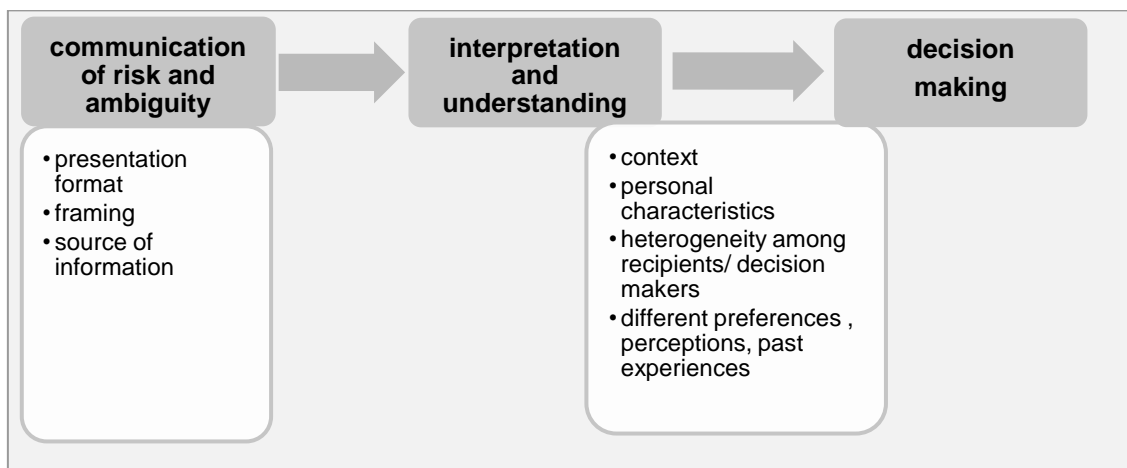 communication
of risk and
ambiguity
• presentation
format
• framing
• source of
information
interpretation
and
understanding
• context
• personal
characteristics
• heterogeneity among
recipients/ decision
makers
• different preferences ,
perceptions, past
experiences
decision
making